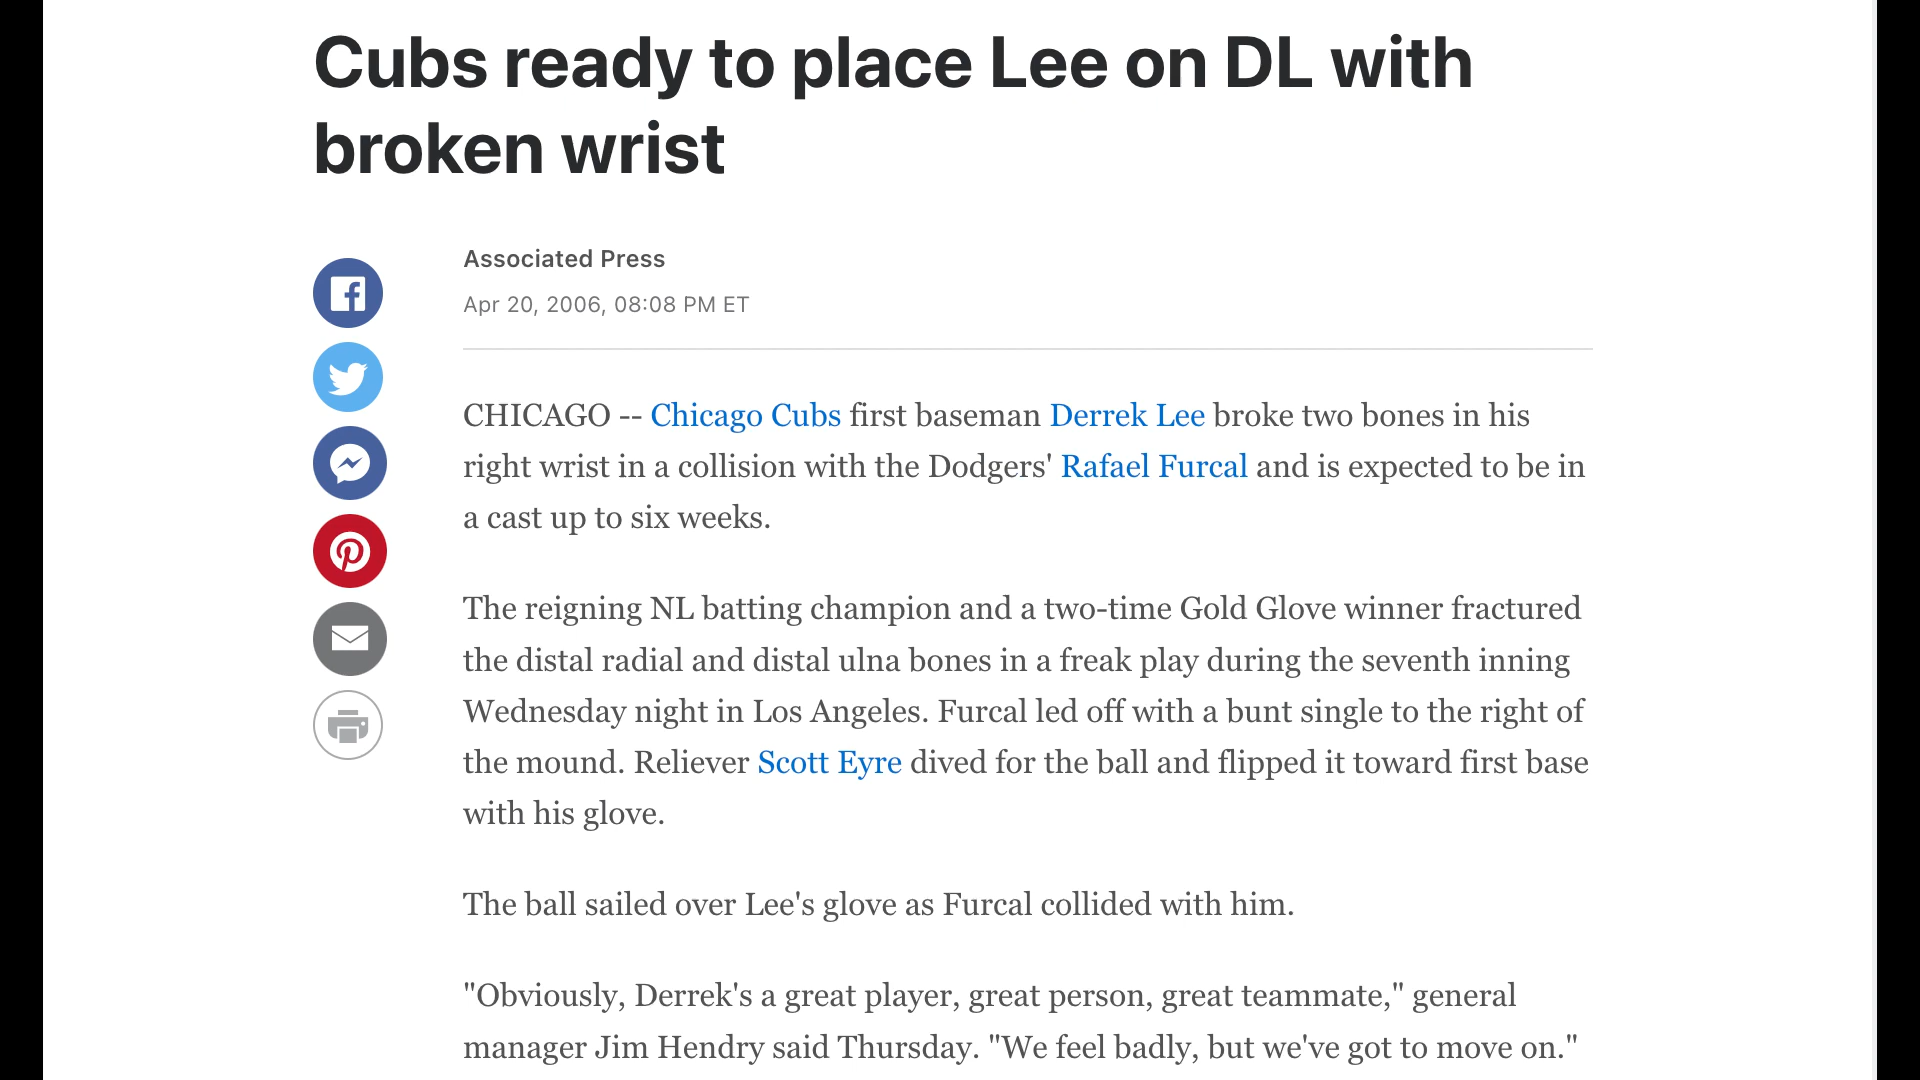 Cubs ready to place Lee on DL with
broken wrist
Associated Press
Apr 20, 2006, 08:08 PM ET
CHICAGO -- Chicago Cubs first baseman Derrek Lee broke two bones in his
right wrist in a collision with the Dodgers' Rafael Furcal and is expected to be in
a cast up to six weeks.
The reigning NL batting champion and a two-time Gold Glove winner fractured
the distal radial and distal ulna bones in a freak play during the seventh inning
Wednesday night in Los Angeles. Furcal led off with a bunt single to the right of
the mound. Reliever Scott Eyre dived for the ball and flipped it toward first base
with his glove.
The ball sailed over Lee's glove as Furcal collided with him.
"Obviously, Derrek's a great player, great person, great teammate," general
manager Jim Hendry said Thursday. "We feel badly, but we've got to move on."